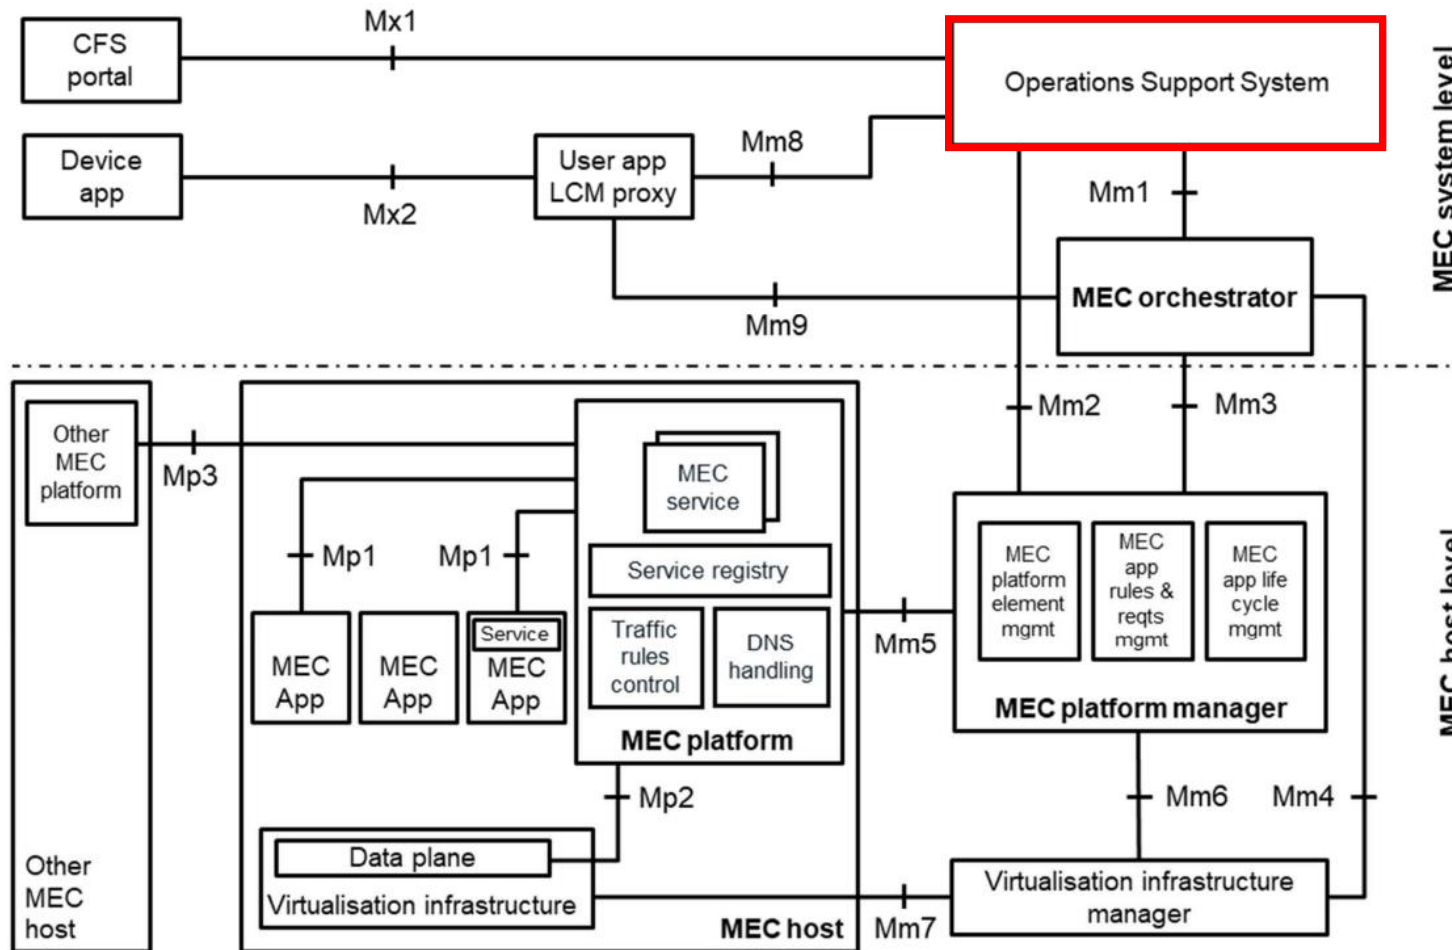 CFS
portal
Mx1
Operations Support System
MEC system level
Device
app
Mx2
User app
LCM proxy
Mm8
Mm1
MEC orchestrator
Mm9
Mm2
Mm3
Other
MEC
platform
Mp3
MEC
service
Mp1
Mp1
Service registry
Traffic
rules
control
DNS
handling
MEC platform
MEC
App
MEC
App
Service
MEC
App
Mm5
MEC
platform
element
mgmt
MEC
app
rules &
reqts
mgmt
MEC
app life
cycle
mgmt
MEC platform manager
MEC host level
Mp2
Mm6
Mm4
Data plane
Virtualisation infrastructure
MEC host
Mm7
Virtualisation infrastructure
manager
Other
MEC
host